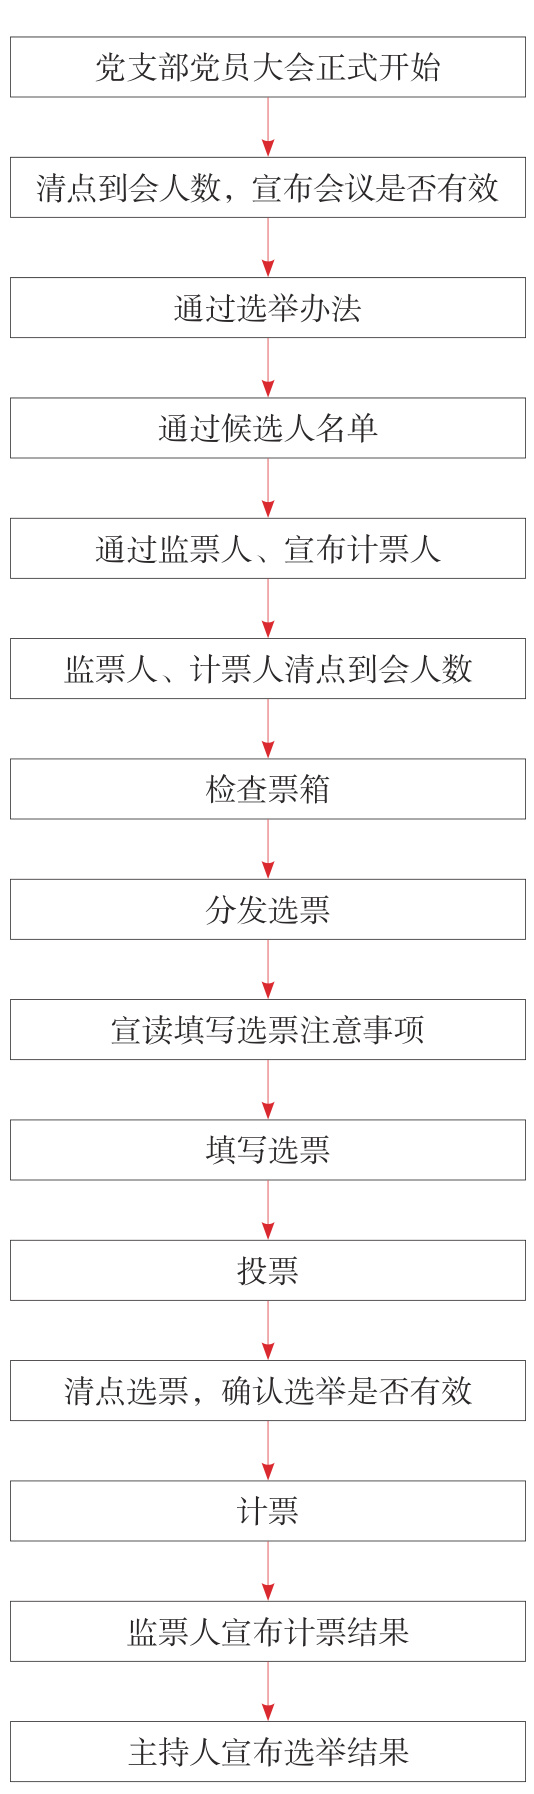 党支部党员大会正式开始
清点到会人数，宣布会议是否有效
通过选举办法
通过候选人名单
通过监票人、宣布计票人
监票人、计票人清点到会人数
检查票箱
分发选票
宣读填写选票注意事项
填写选票
投票
清点选票，确认选举是否有效
计票
监票人宣布计票结果
主持人宣布选举结果